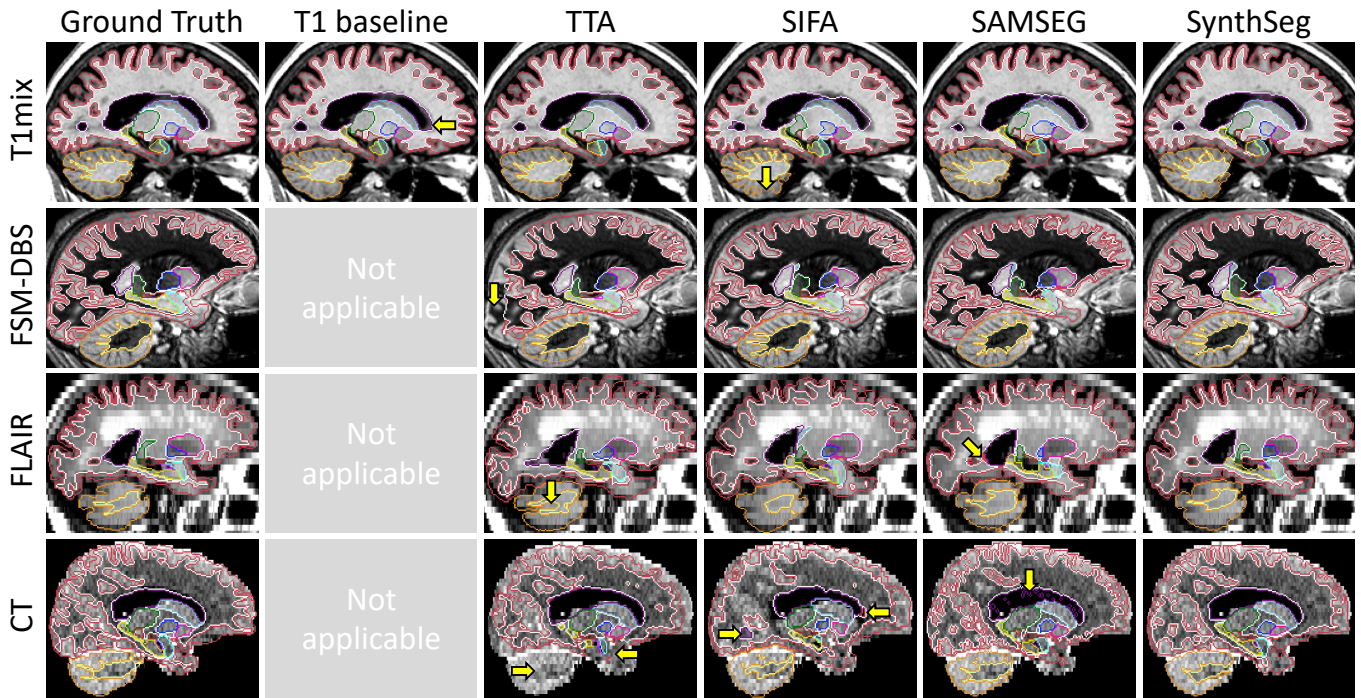 Ground Truth
T1 baseline
TTA
SIFA
SAMSEG
SynthSeg
T1mix
FSM-DBS
Not
applicable
FLAIR
Not
applicable
CT
Not
applicable